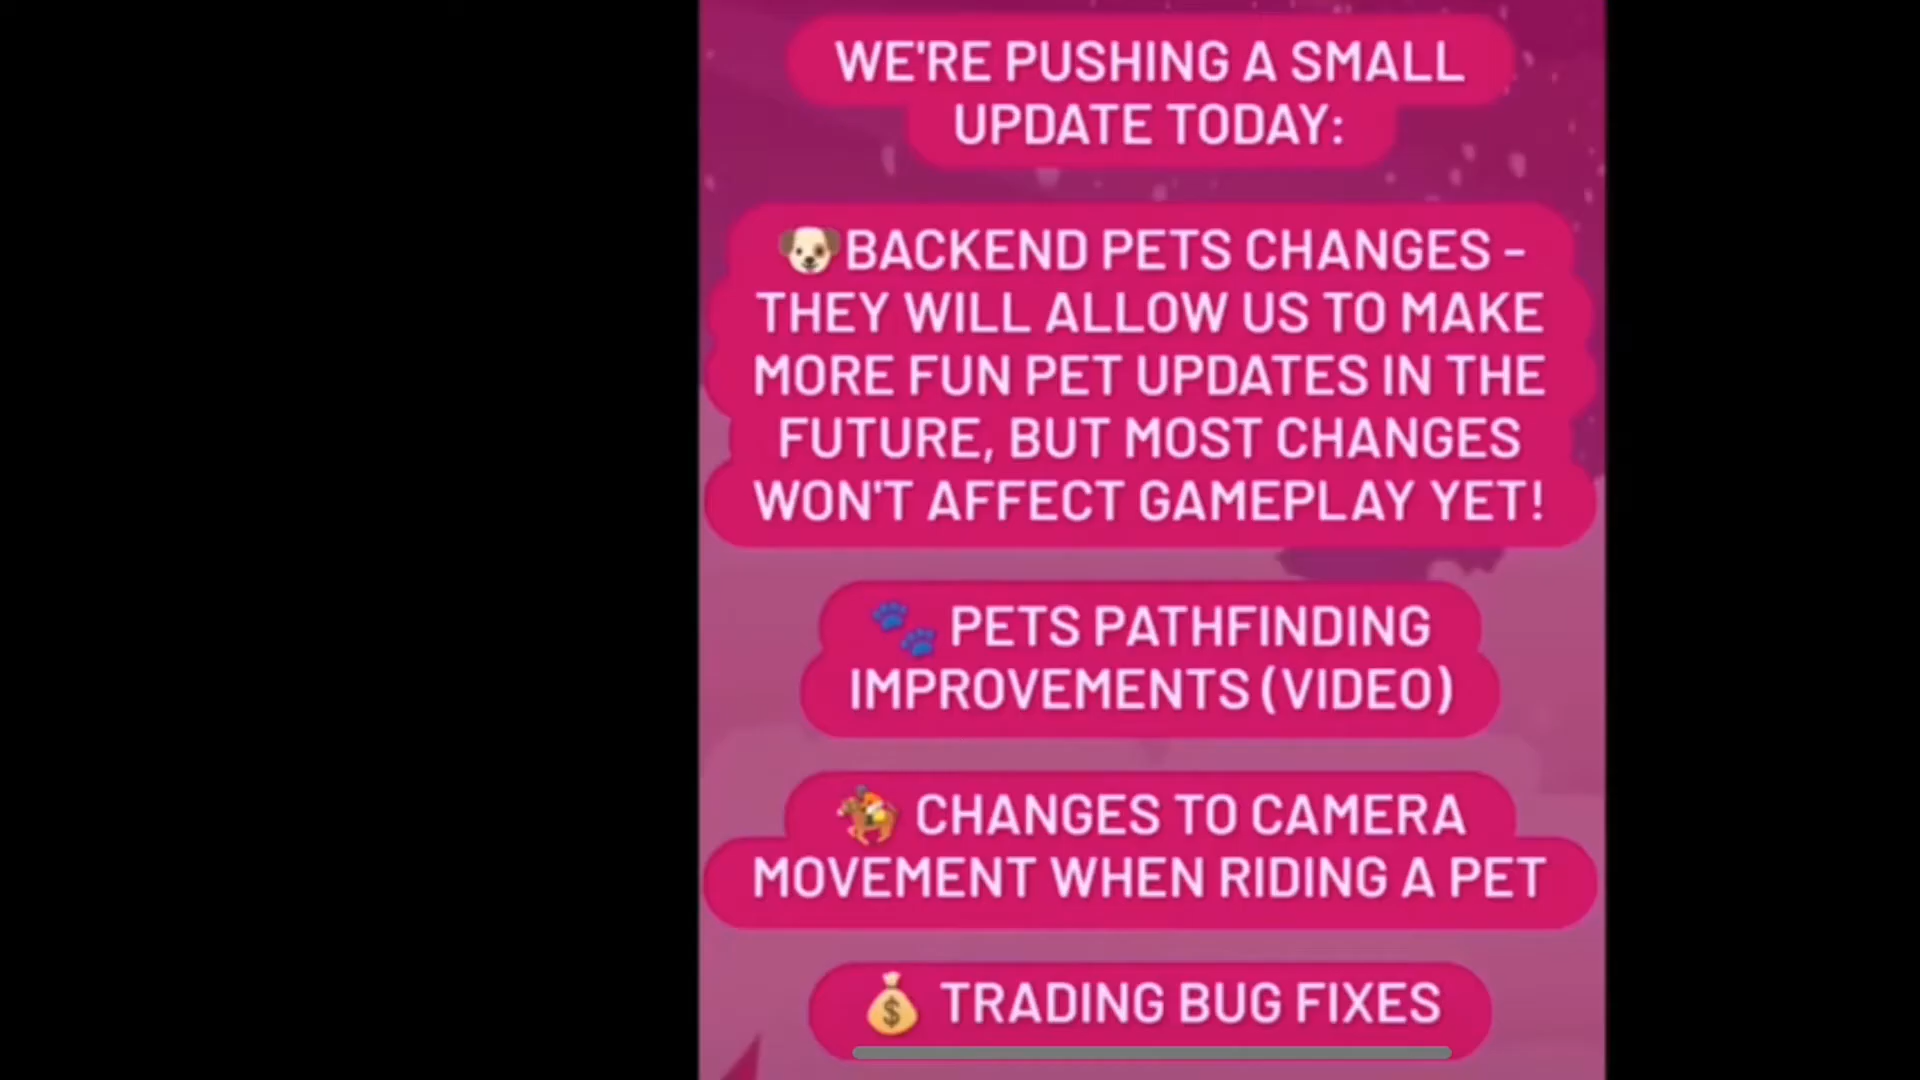 WE'RE PUSHING A SMALL
UPDATE TODAY:
🐶BACKEND PETS CHANGES -
THEY WILL ALLOW US TO MAKE
MORE FUN PET UPDATES IN THE
FUTURE, BUT MOST CHANGES
WON'T AFFECT GAMEPLAY YET!
🐾 PETS PATHFINDING
IMPROVEMENTS (VIDEO)
🏇 CHANGES TO CAMERA
MOVEMENT WHEN RIDING A PET
💰 TRADING BUG FIXES